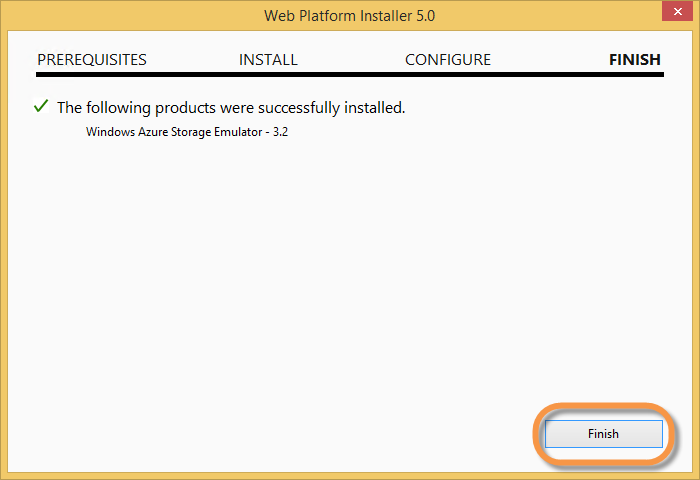 Web Platform Installer 5.0
PREREQUISITES INSTALL CONFIGURE FINISH
The following products were successfully installed.
Windows Azure Storage Emulator - 3.2
Finish